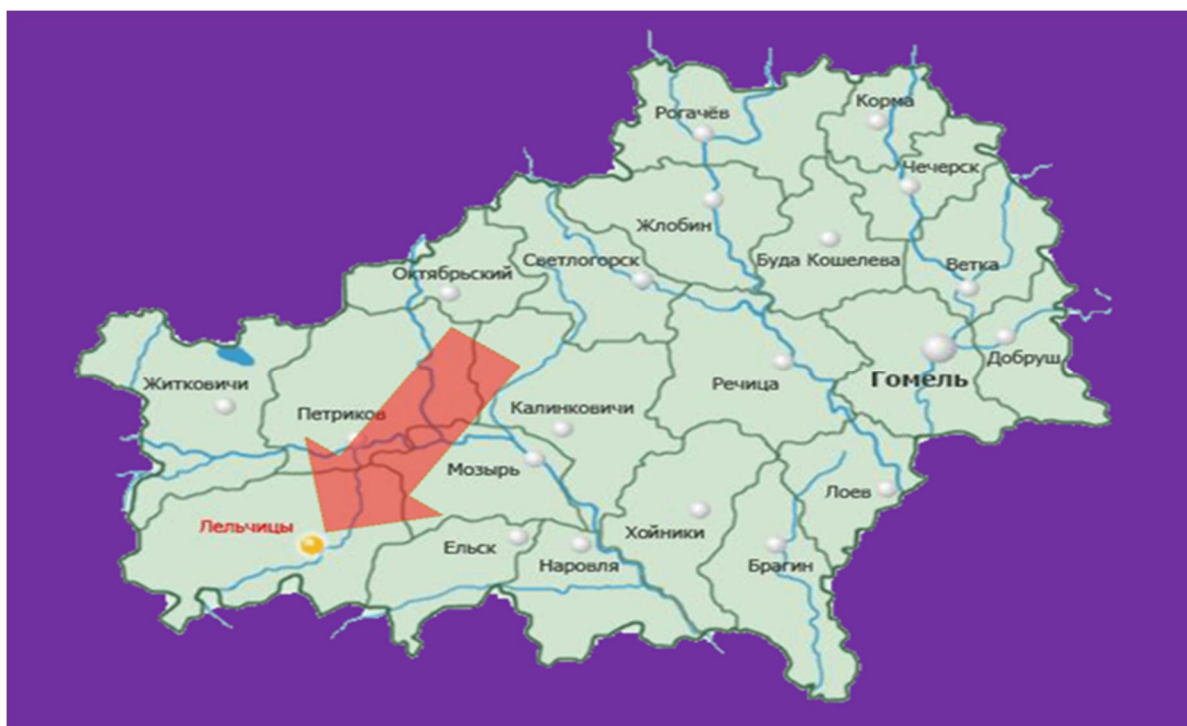 Рогачёв
Корма
Чечерск
Жлобин
Буда Кошелева
Ветка
Октябрьский
Светлогорск
Добруш
Гомель
Речица
Житковичи
Петриков
Калинковичи
Мозырь
Лоев
Лельчицы
Хойники
Ельск
Наровля
Брагин